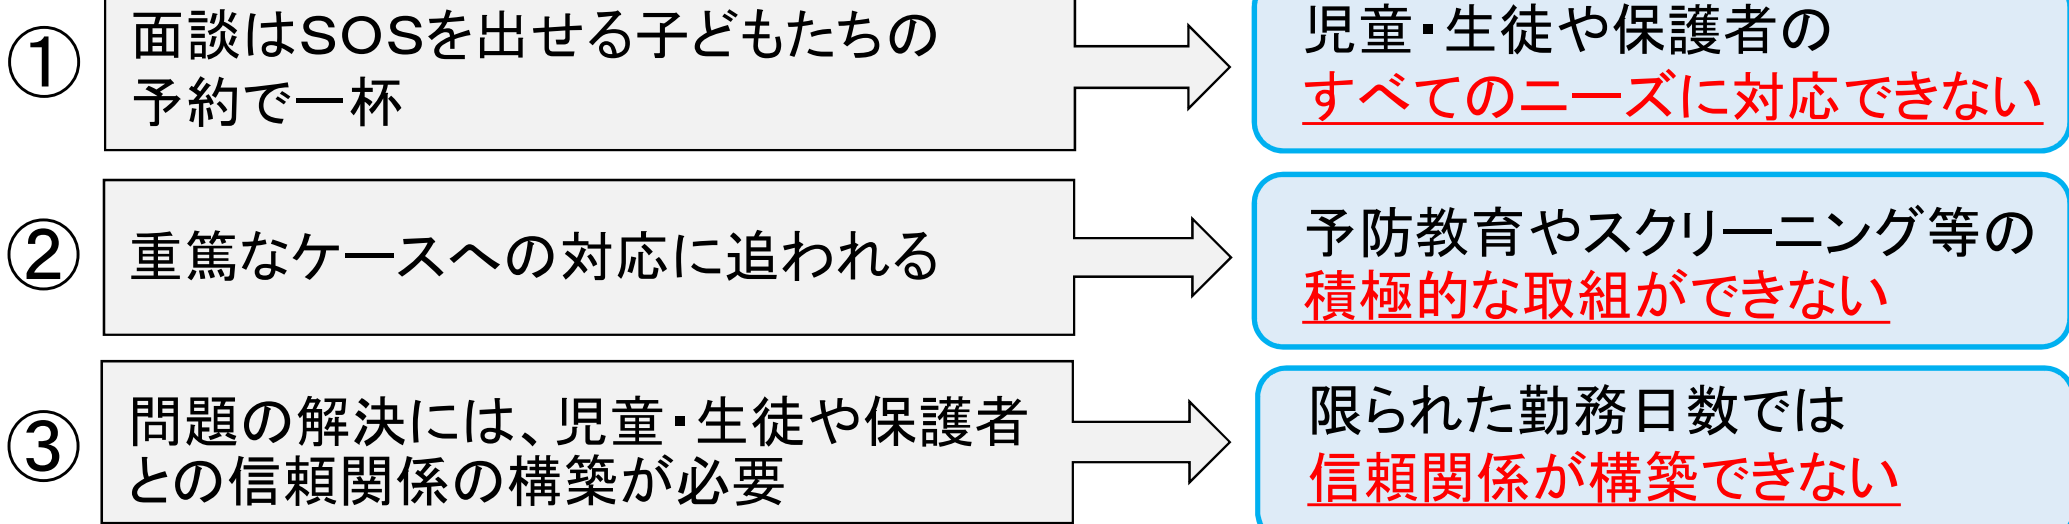 ①
面談はSOSを出せる子どもたちの
予約で一杯
児童・生徒や保護者の
すべてのニーズに対応できない
②
重篤なケースへの対応に追われる
予防教育やスクリーニング等の
積極的な取組ができない
③
問題の解決には、児童・生徒や保護者
との信頼関係の構築が必要
限られた勤務日数では
信頼関係が構築できない